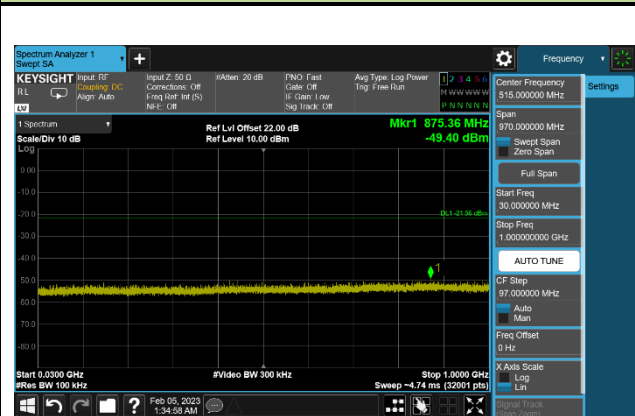 Spectrum Analyzer 1
Swept SA
Frequency
KEYSIGHT
RL
Input: RF
Coupling: DC
Align: Auto
Input Z: 50 Ω
Corrections: Off
Freq Ref: Int (S)
NFE: Off
#Atten: 20 dB
PNO: Fast
Gate: Off
IF Gain: Low
Sig Track: Off
Avg Type: Log-Power
Trig: Free Run
1 2 3 4 5 6
M W W W W W
P N N N N N
Settings
Center Frequency
515.000000 MHz
Span
970.000000 MHz
Swept Span
Zero Span
Full Span
Start Freq
30.000000 MHz
Stop Freq
1.000000000 GHz
AUTO TUNE
CF Step
97.000000 MHz
Auto
Man
Freq Offset
0 Hz
X Axis Scale
Log
Lin
Signal Track
(Span Zoom)
1 Spectrum
Scale/Div 10 dB
Log
Ref Lvl Offset 22.00 dB
Ref Level 10.00 dBm
Mkr1 875.36 MHz
-49.40 dBm
0.00
-10.0
-20.0
-30.0
-40.0
-50.0
-60.0
-70.0
-80.0
DL1 -21.56 dBm
1
Start 0.0300 GHz
#Res BW 100 kHz
#Video BW 300 kHz
Stop 1.0000 GHz
Sweep ~4.74 ms (32001 pts)
Feb 05, 2023
1:34:58 AM